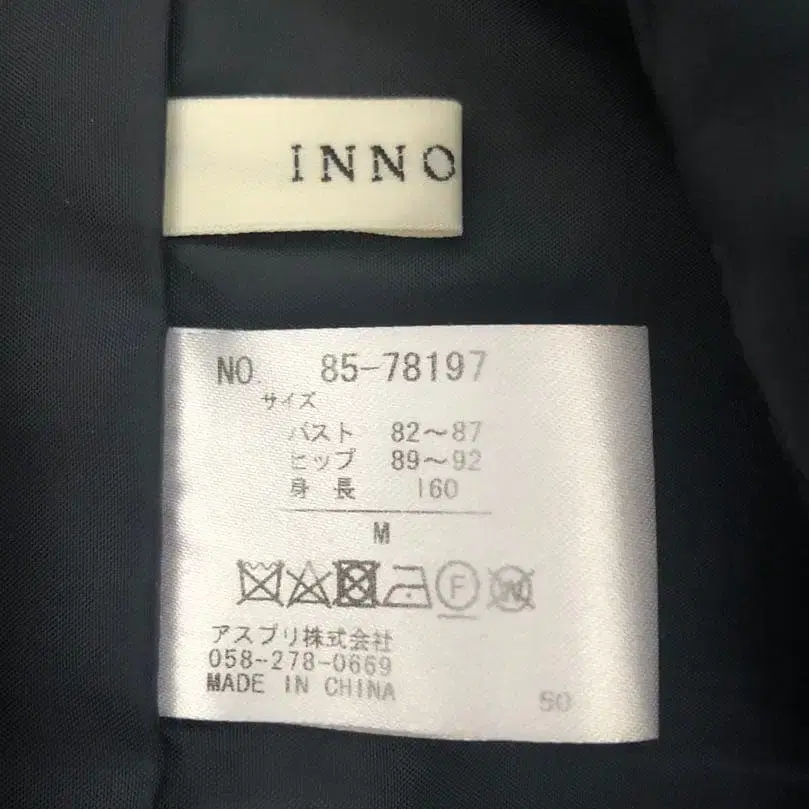 INNO
NO. 85-78197
サイズ
バスト 82～87
ヒップ 89～92
身長 160
M
F
W
アスプリ株式会社
058-278-0669
MADE IN CHINA
50